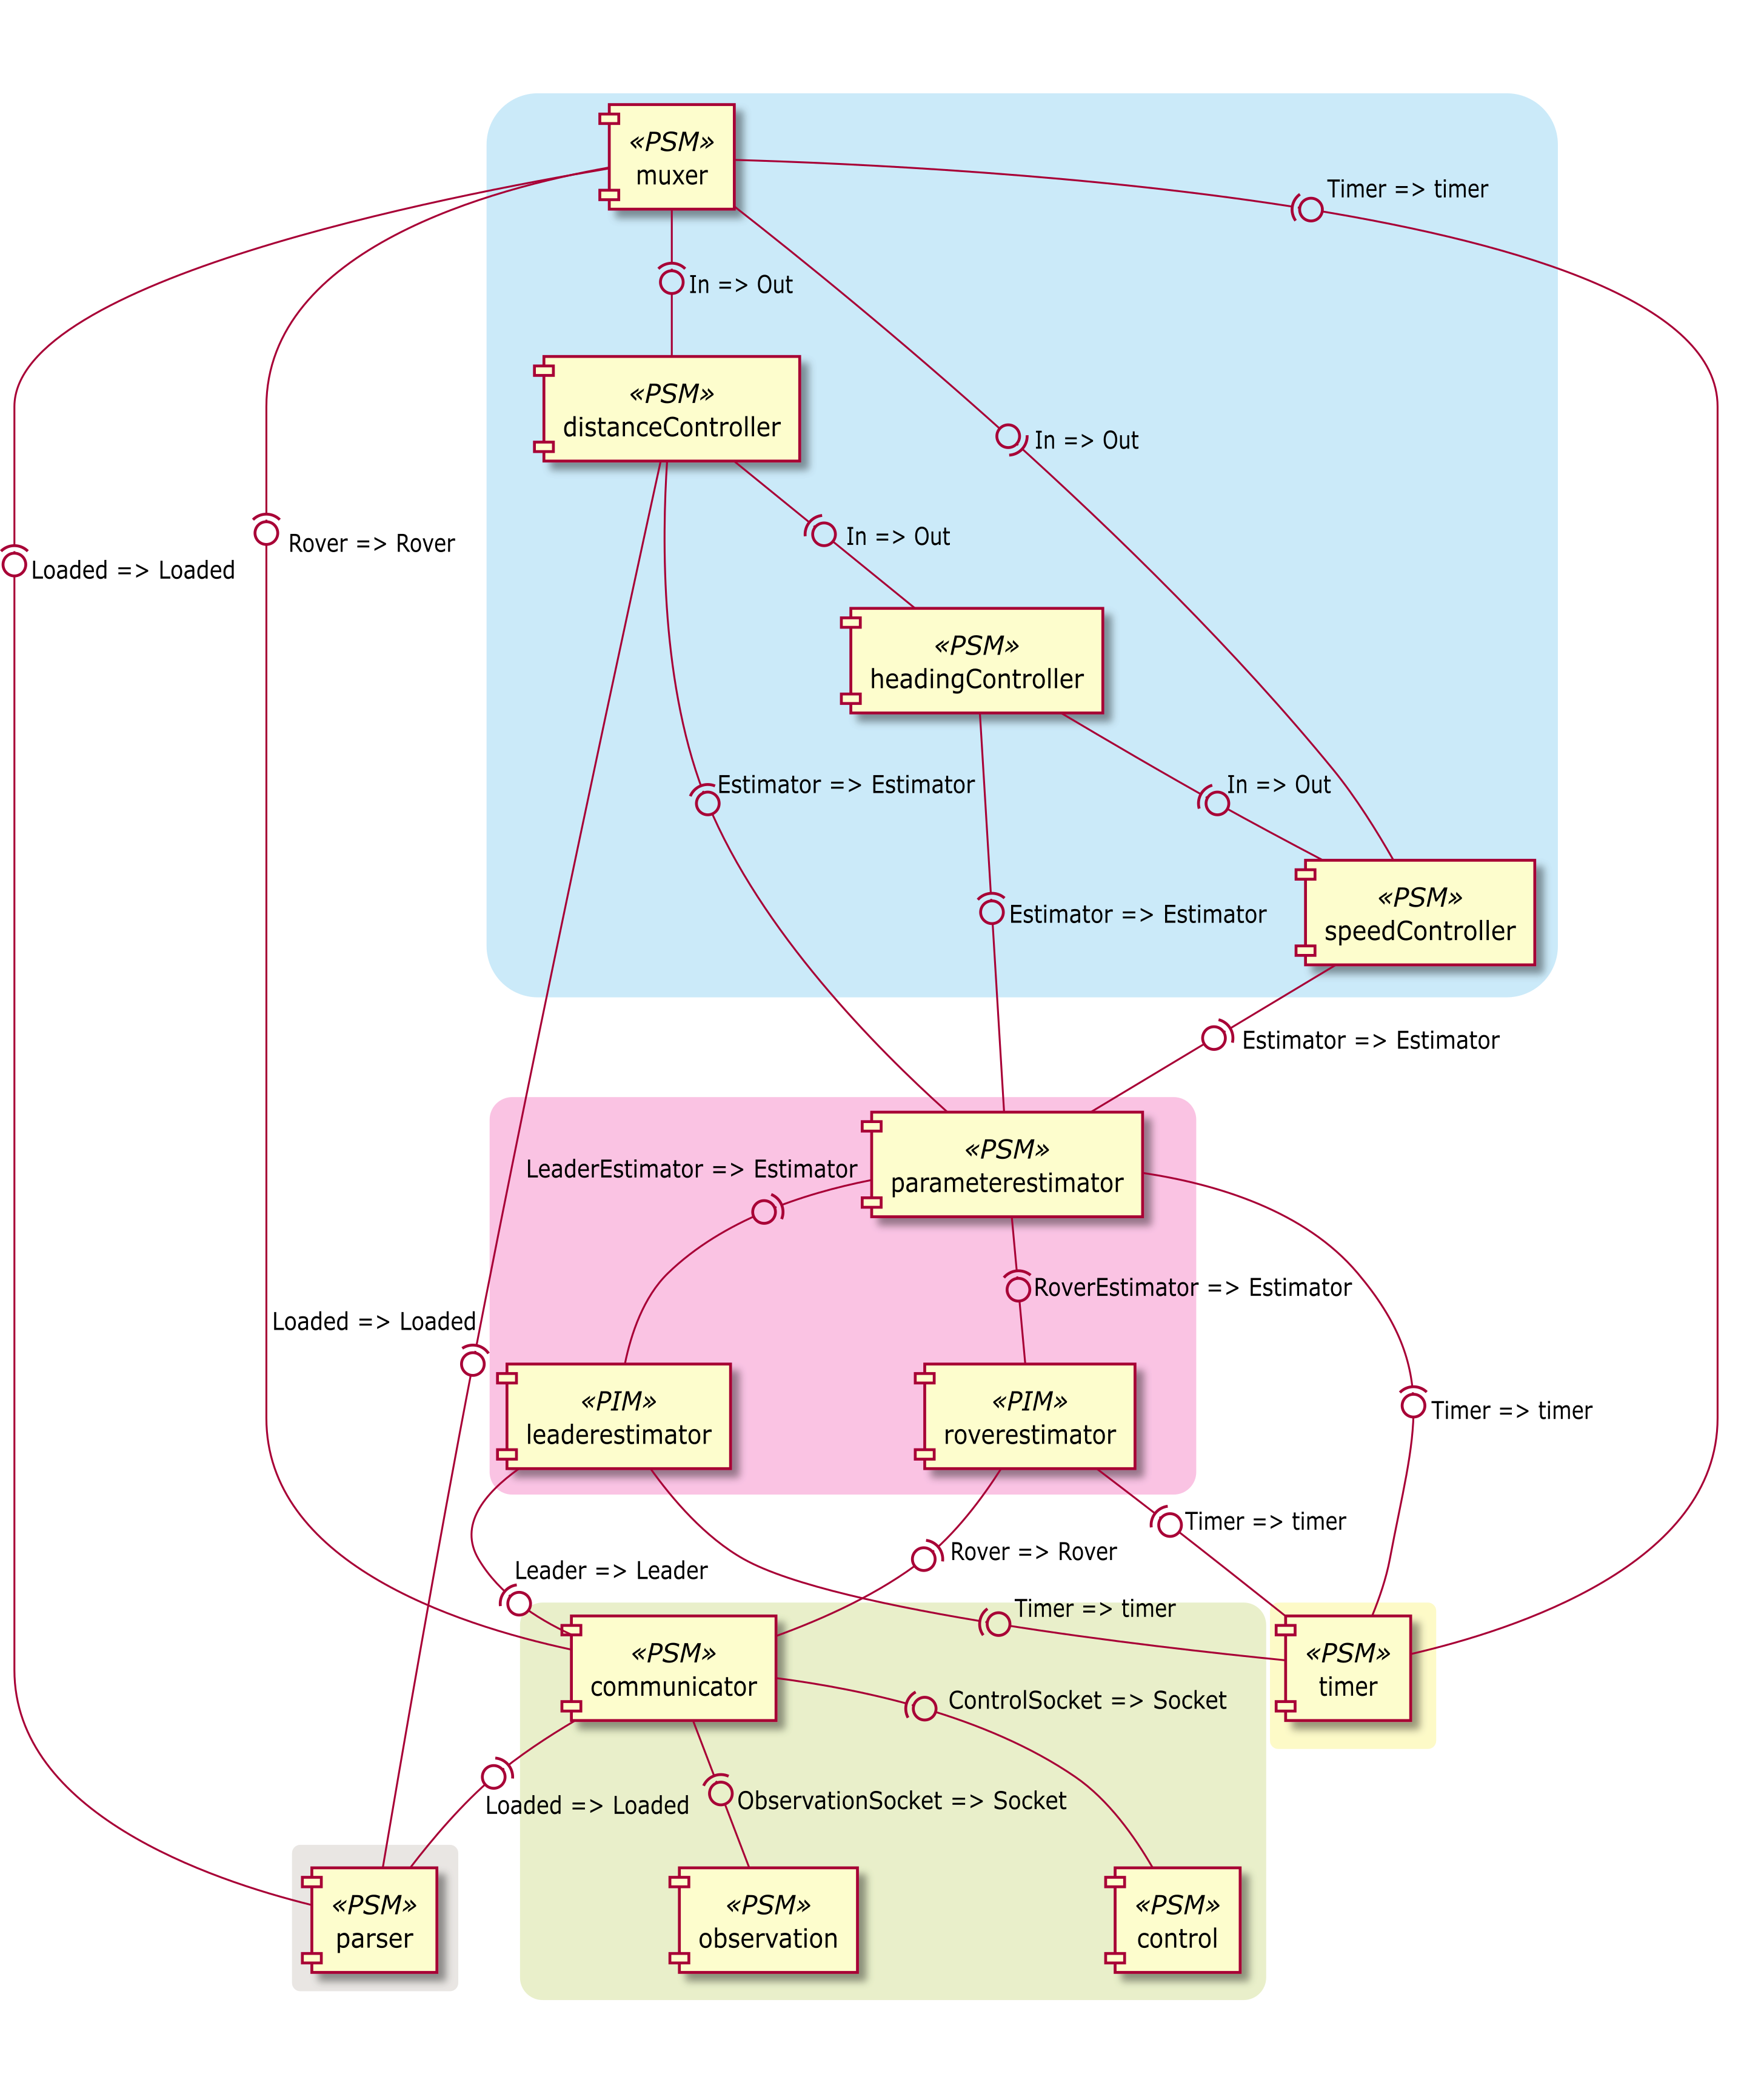 «PSM»
muxer
Timer => timer
In => Out
«PSM»
distanceController
In => Out
In => Out
Rover => Rover
Loaded => Loaded
«PSM»
headingController
Estimator => Estimator
In => Out
«PSM»
speedController
Estimator => Estimator
Estimator => Estimator
«PSM»
parameterestimator
LeaderEstimator => Estimator
RoverEstimator => Estimator
Loaded => Loaded
«PIM»
leaderestimator
«PIM»
roverestimator
Timer => timer
Timer => timer
Rover => Rover
Leader => Leader
Timer => timer
«PSM»
communicator
«PSM»
timer
ControlSocket => Socket
ObservationSocket => Socket
Loaded => Loaded
«PSM»
parser
«PSM»
observation
«PSM»
control